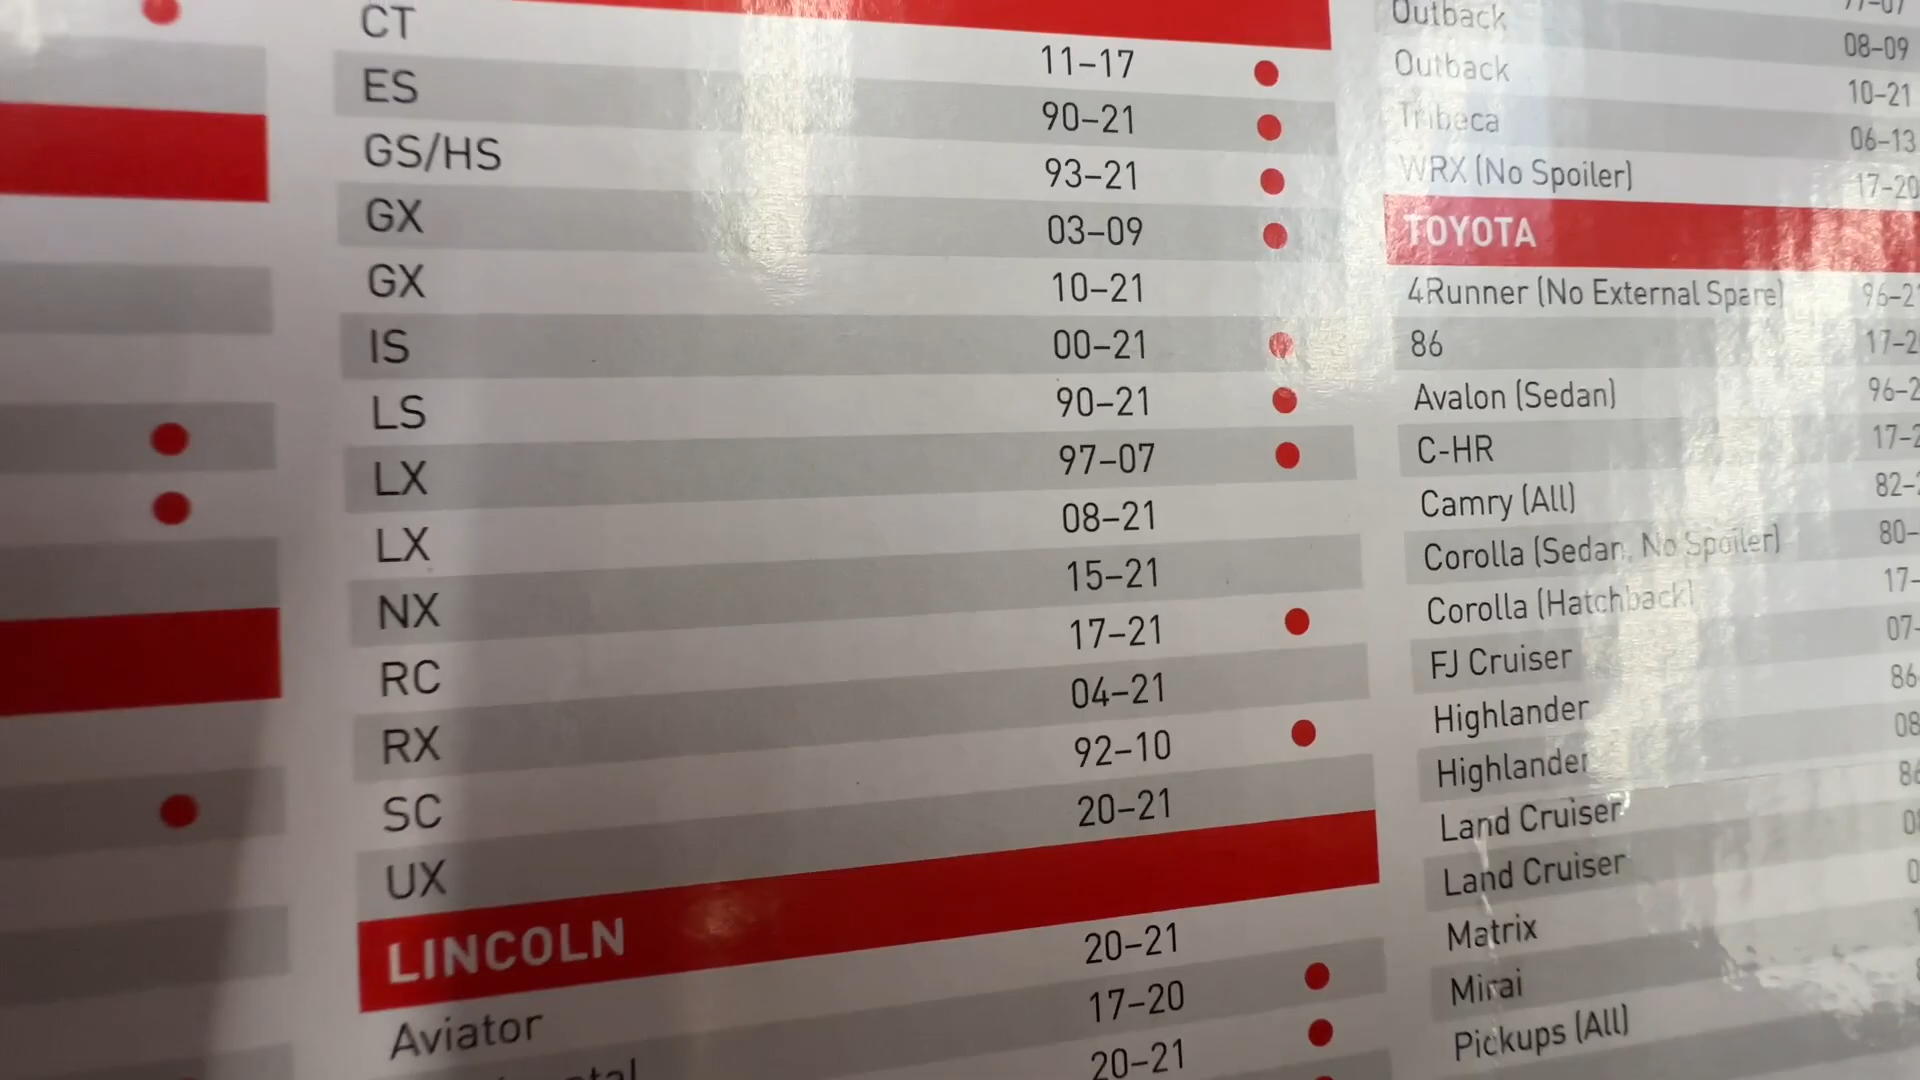 CT 11–17
ES 90–21
GS/HS 93–21
GX 03–09
GX 10–21
IS 00–21
LS 90–21
LX 97–07
LX 08–21
NX 15–21
RC 17–21
RX 04–21
SC 92–10
UX 20–21
LINCOLN
Aviator 20–21
17–20
20–21
Outback 08–09
Outback 10–21
Tribeca 06–13
WRX (No Spoiler) 17–20
TOYOTA
4Runner (No External Spare)
86
Avalon (Sedan)
C-HR
Camry (All)
Corolla (Sedan, No Spoiler)
Corolla (Hatchback)
FJ Cruiser
Highlander
Highlander
Land Cruiser
Land Cruiser
Matrix
Mirai
Pickups (All)